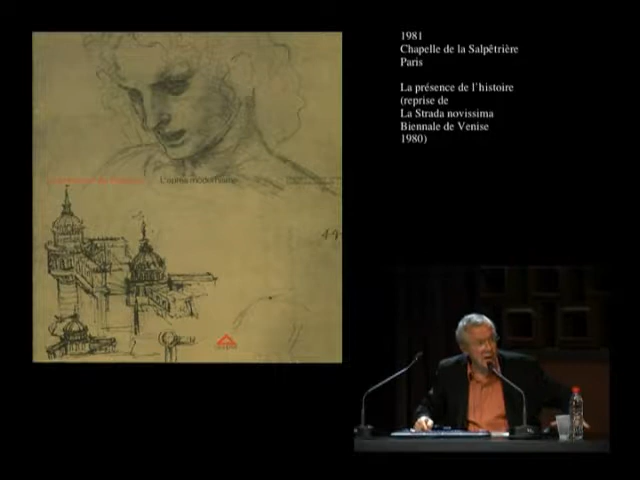 1981
Chapelle de la Salpêtrière
Paris
La présence de l'histoire
(reprise de
La Strada novissima
Biennale de Venise
1980)
L'après modernisme